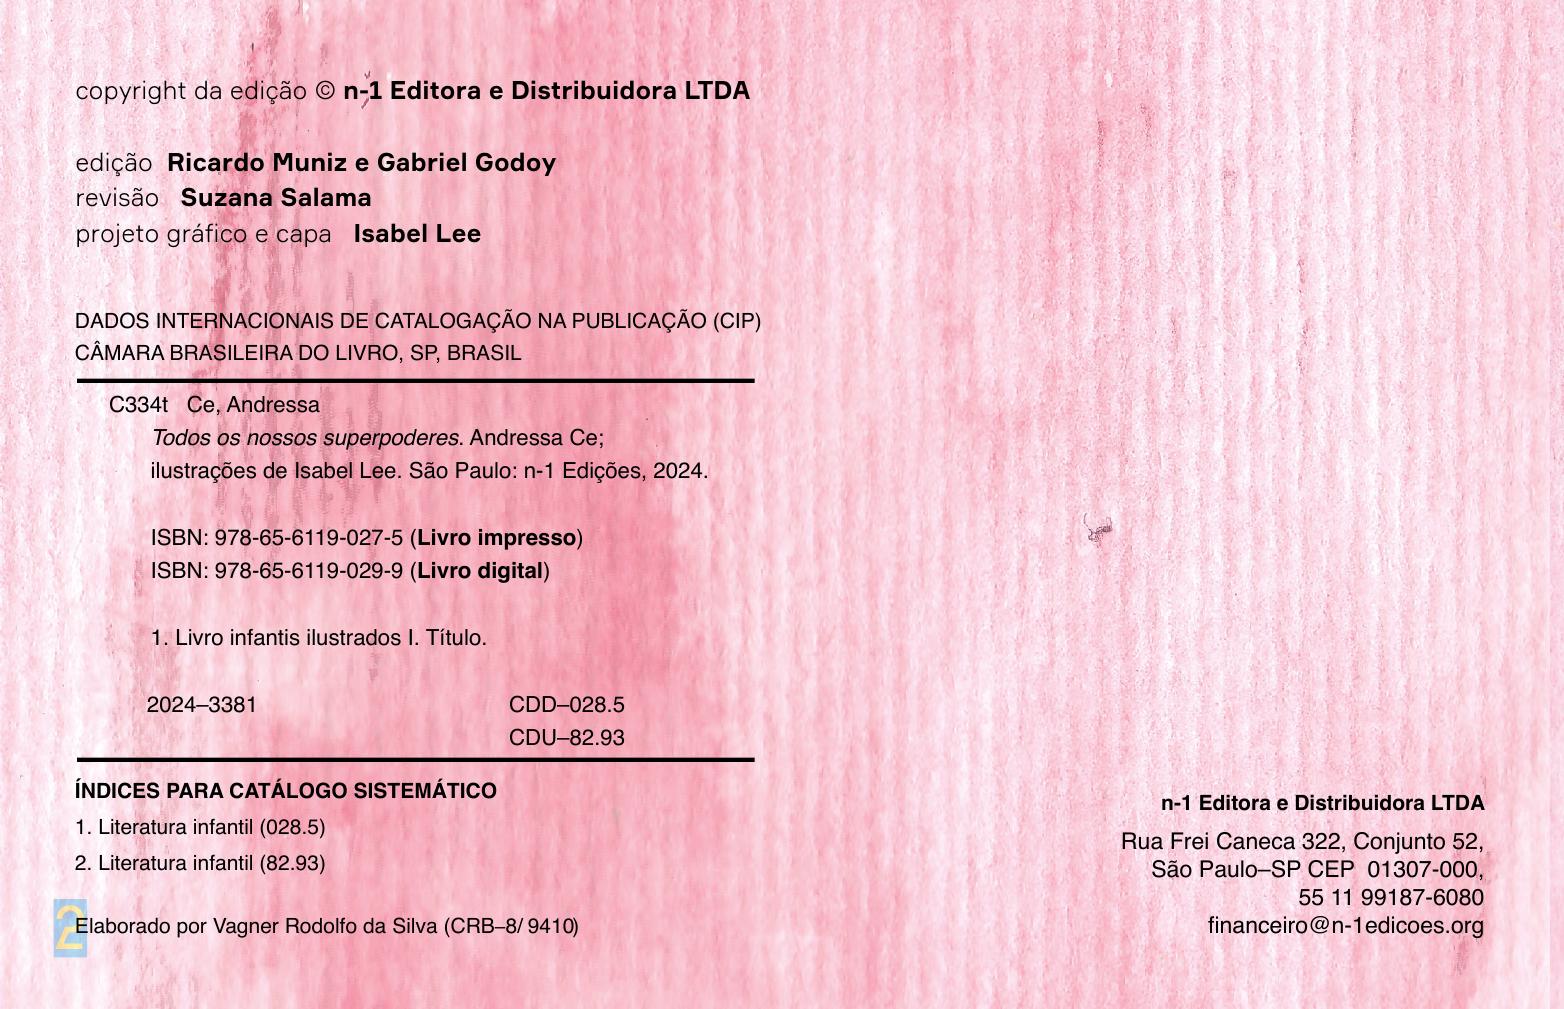 copyright da edição © n-1 Editora e Distribuidora LTDA
edição Ricardo Muniz e Gabriel Godoy
revisão Suzana Salama
projeto gráfico e capa Isabel Lee
DADOS INTERNACIONAIS DE CATALOGAÇÃO NA PUBLICAÇÃO (CIP)
CÂMARA BRASILEIRA DO LIVRO, SP, BRASIL
C334t Ce, Andressa
Todos os nossos superpoderes. Andressa Ce;
ilustrações de Isabel Lee. São Paulo: n-1 Edições, 2024.
ISBN: 978-65-6119-027-5 (Livro impresso)
ISBN: 978-65-6119-029-9 (Livro digital)
1. Livro infantis ilustrados I. Título.
2024–3381 CDD–028.5
CDU–82.93
ÍNDICES PARA CATÁLOGO SISTEMÁTICO
1. Literatura infantil (028.5)
2. Literatura infantil (82.93)
Elaborado por Vagner Rodolfo da Silva (CRB–8/ 9410)
2
n-1 Editora e Distribuidora LTDA
Rua Frei Caneca 322, Conjunto 52,
São Paulo–SP CEP 01307-000,
55 11 99187-6080
financeiro@n-1edicoes.org